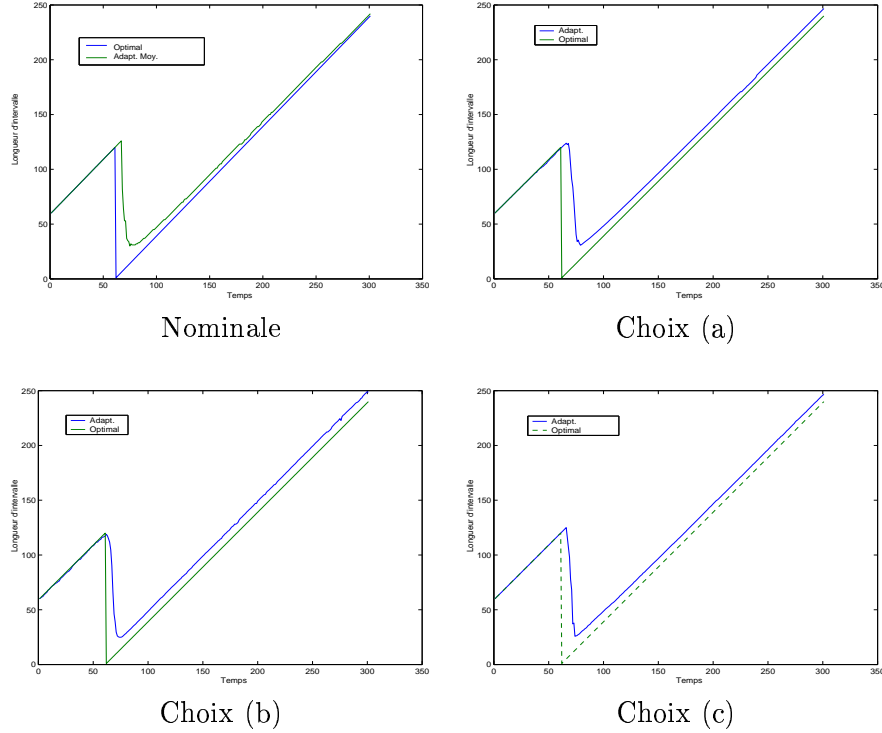 250
200
150
100
50
0
Longueur d'intervalle
Optimal
Adapt. Moy.
0 50 100 150 200 250 300 350
Temps
Nominale
250
200
150
100
50
0
Longueur d'intervalle
Adapt.
Optimal
0 50 100 150 200 250 300 350
Temps
Choix (a)
250
200
150
100
50
0
Longueur d'intervalle
Adapt.
Optimal
0 50 100 150 200 250 300 350
Temps
Choix (b)
250
200
150
100
50
0
Longueur d'intervalle
Adapt.
Optimal
0 50 100 150 200 250 300 350
Temps
Choix (c)